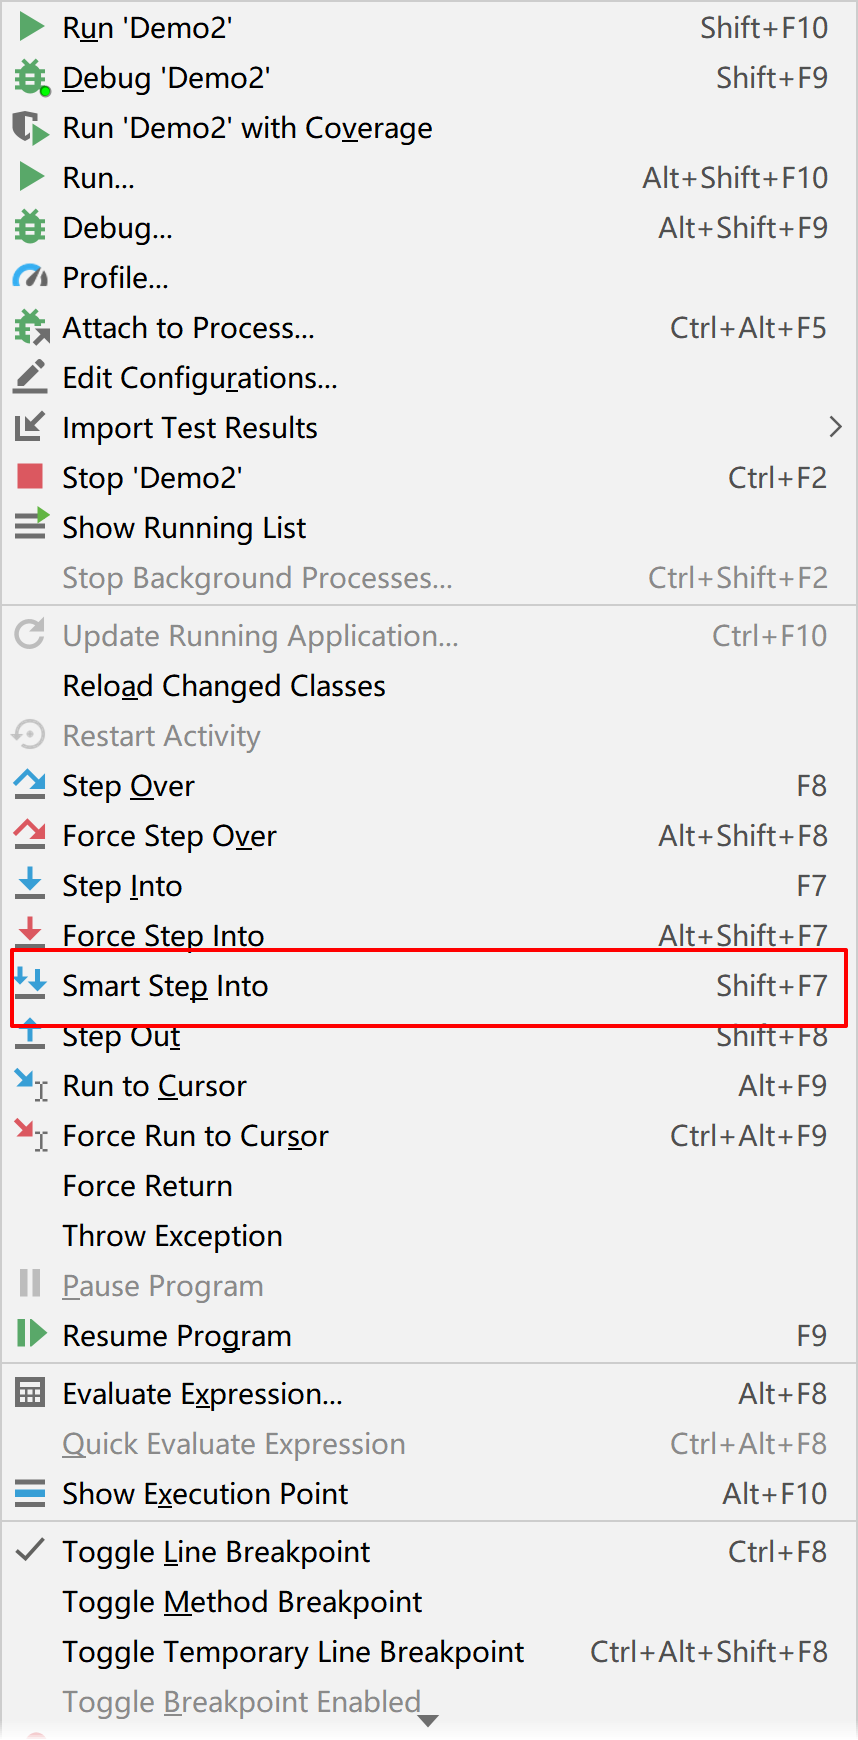 Run 'Demo2' Shift+F10
Debug 'Demo2' Shift+F9
Run 'Demo2' with Coverage
Run... Alt+Shift+F10
Debug... Alt+Shift+F9
Profile...
Attach to Process... Ctrl+Alt+F5
Edit Configurations...
Import Test Results
Stop 'Demo2' Ctrl+F2
Show Running List
Stop Background Processes... Ctrl+Shift+F2
Update Running Application... Ctrl+F10
Reload Changed Classes
Restart Activity
Step Over F8
Force Step Over Alt+Shift+F8
Step Into F7
Force Step Into Alt+Shift+F7
Smart Step Into Shift+F7
Step Out Shift+F8
Run to Cursor Alt+F9
Force Run to Cursor Ctrl+Alt+F9
Force Return
Throw Exception
Pause Program
Resume Program F9
Evaluate Expression... Alt+F8
Quick Evaluate Expression Ctrl+Alt+F8
Show Execution Point Alt+F10
Toggle Line Breakpoint Ctrl+F8
Toggle Method Breakpoint
Toggle Temporary Line Breakpoint Ctrl+Alt+Shift+F8
Toggle Breakpoint Enabled